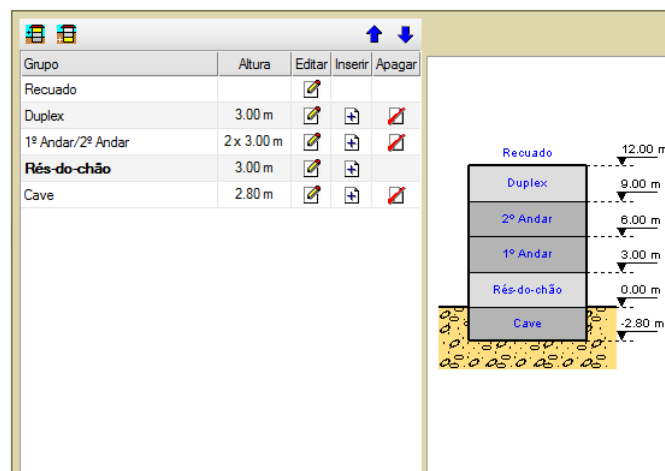 Grupo Altura Editar Inserir Apagar
Recuado
Duplex 3.00 m
1º Andar/2º Andar 2 x 3.00 m
Rés-do-chão 3.00 m
Cave 2.80 m
Recuado 12.00 m
Duplex 9.00 m
2º Andar 6.00 m
1º Andar 3.00 m
Rés-do-chão 0.00 m
Cave -2.80 m